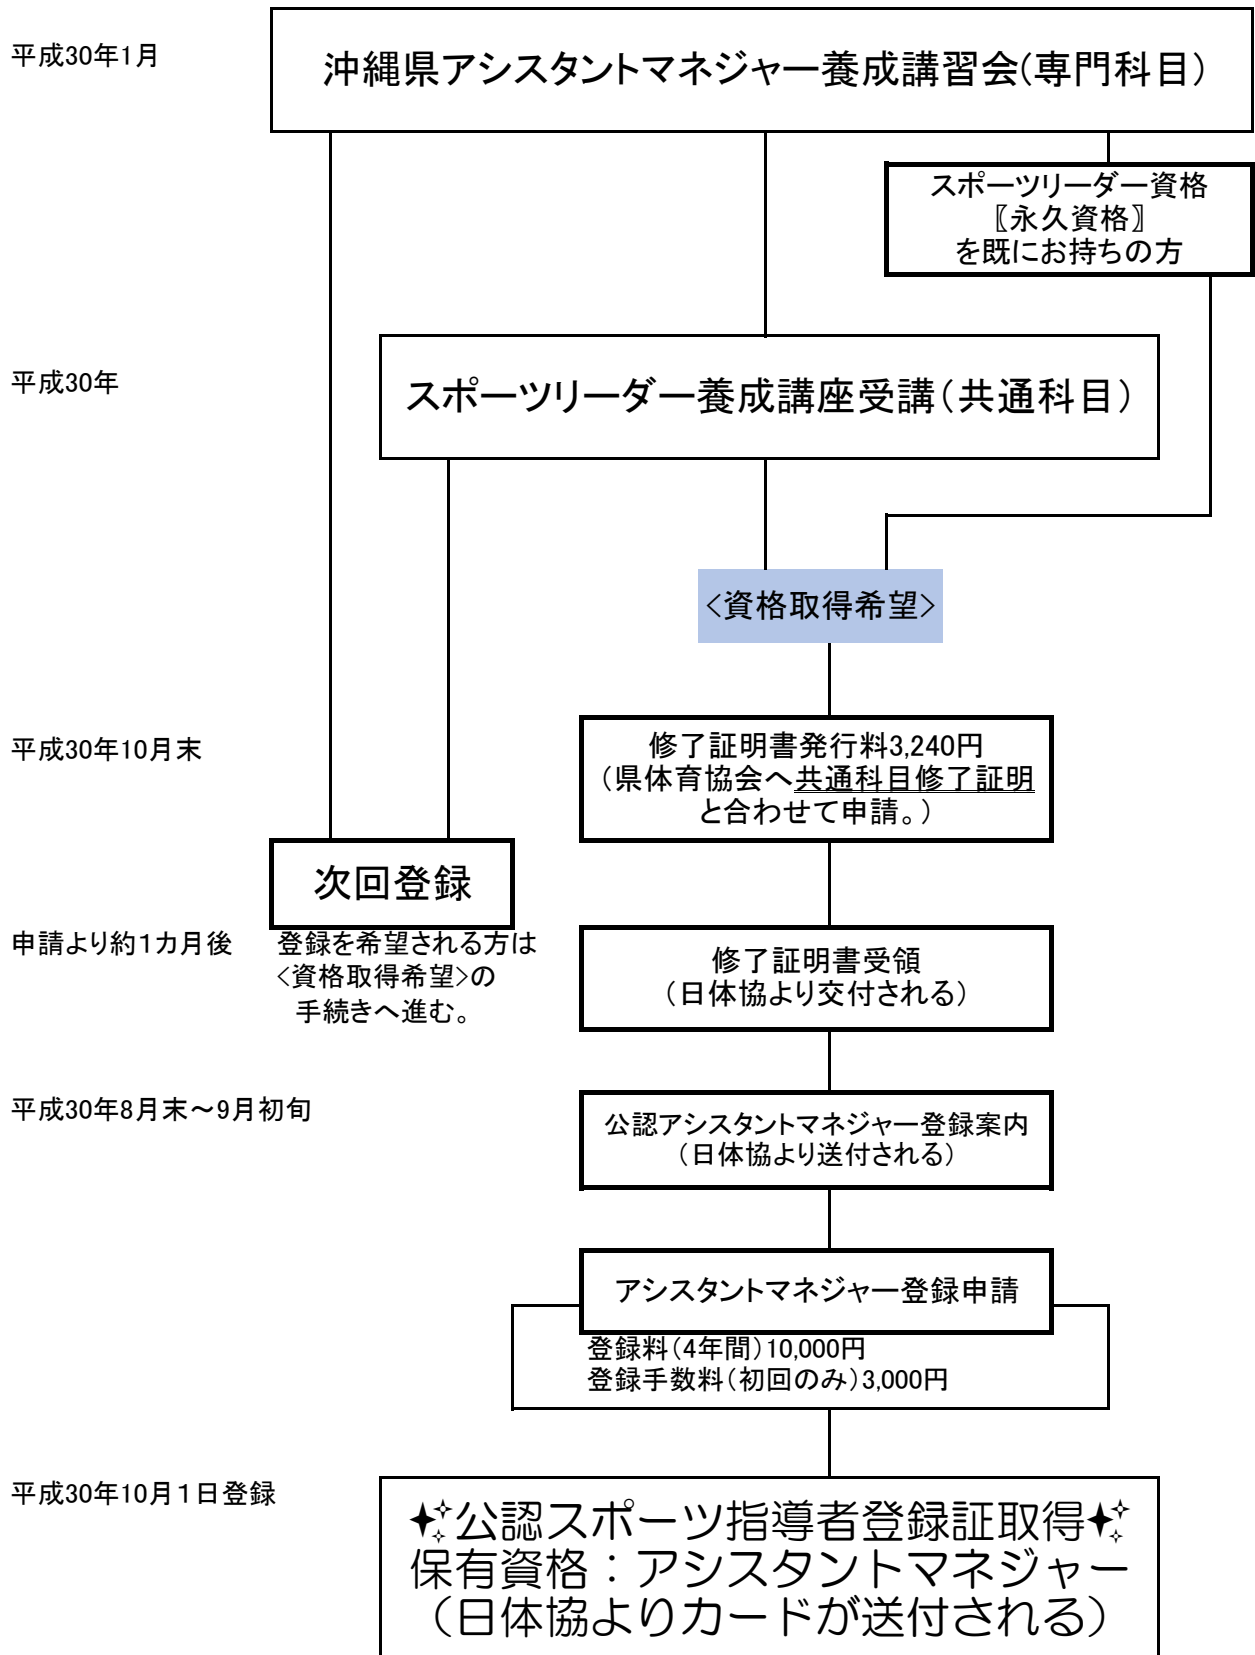 平成30年1月
沖縄県アシスタントマネジャー養成講習会(専門科目)
スポーツリーダー資格
〖永久資格〗
を既にお持ちの方
平成30年
スポーツリーダー養成講座受講(共通科目)
<資格取得希望>
平成30年10月末
修了証明書発行料3,240円
(県体育協会へ共通科目修了証明
と合わせて申請。)
次回登録
申請より約1カ月後
登録を希望される方は
<資格取得希望>の
手続きへ進む。
修了証明書受領
(日体協より交付される)
平成30年8月末~9月初旬
公認アシスタントマネジャー登録案内
(日体協より送付される)
アシスタントマネジャー登録申請
登録料(4年間)10,000円
登録手数料(初回のみ)3,000円
平成30年10月1日登録
公認スポーツ指導者登録証取得
保有資格:アシスタントマネジャー
(日体協よりカードが送付される)